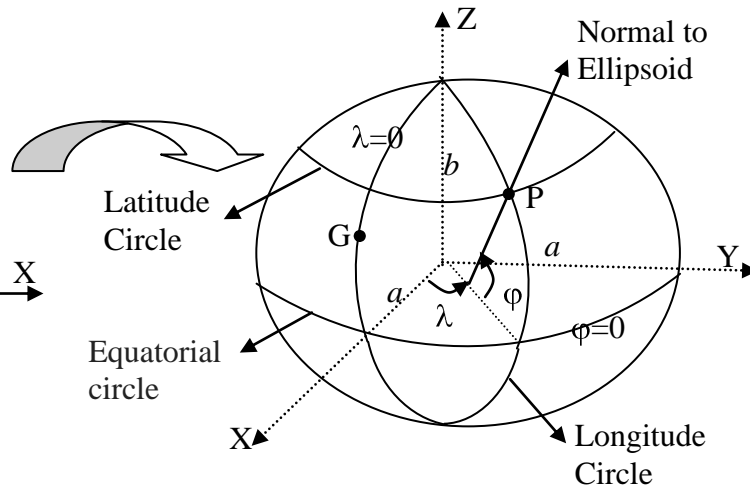 Z
Normal to
Ellipsoid
λ=0
b
P
Latitude
Circle
G
X
a
Y
a
λ
φ
φ=0
Equatorial
circle
X
Longitude
Circle